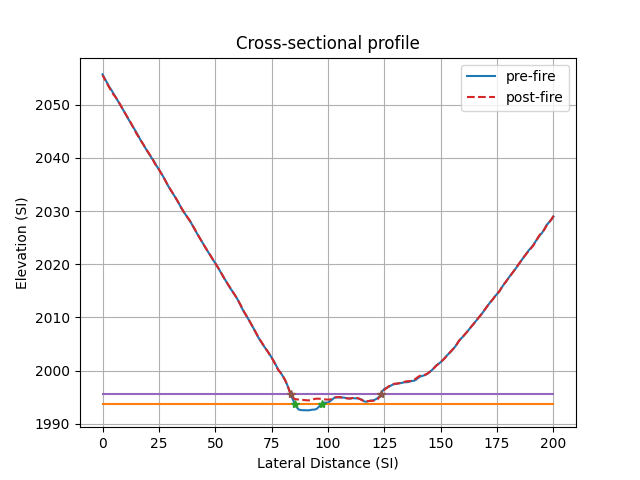 Cross-sectional profile
pre-fire
post-fire
Elevation (SI)
2050
2040
2030
2020
2010
2000
1990
0 25 50 75 100 125 150 175 200
Lateral Distance (SI)